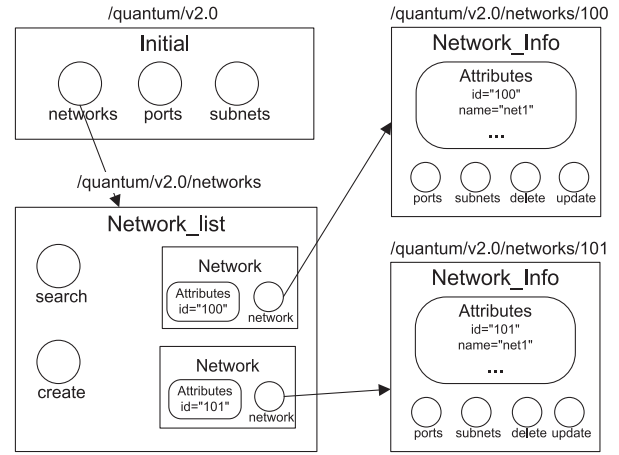 /quantum/v2.0
Initial
networks ports subnets
/quantum/v2.0/networks
Network_list
search
create
Network
Attributes
id="100"
network
Network
Attributes
id="101"
network
/quantum/v2.0/networks/100
Network_Info
Attributes
id="100"
name="net1"
...
ports subnets delete update
/quantum/v2.0/networks/101
Network_Info
Attributes
id="101"
name="net1"
...
ports subnets delete update